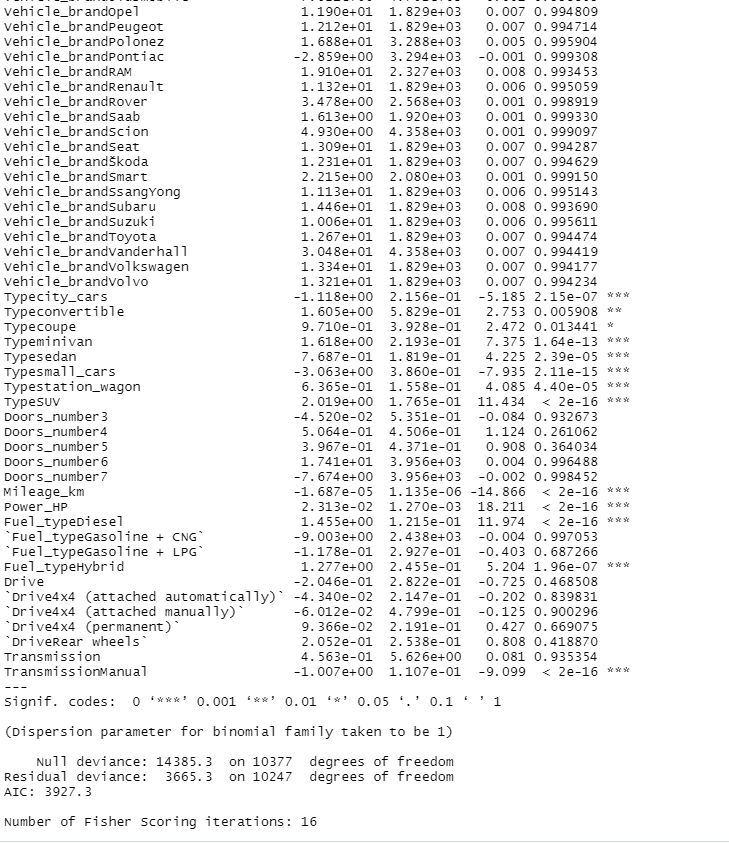 Vehicle_brandOpel 1.190e+01 1.829e+03 0.007 0.994809
Vehicle_brandPeugeot 1.212e+01 1.829e+03 0.007 0.994714
Vehicle_brandPolonez 1.688e+01 3.288e+03 0.005 0.995904
Vehicle_brandPontiac -2.859e+00 3.294e+03 -0.001 0.999308
Vehicle_brandRAM 1.910e+01 2.327e+03 0.008 0.993453
Vehicle_brandRenault 1.132e+01 1.829e+03 0.006 0.995059
Vehicle_brandRover 3.478e+00 2.568e+03 0.001 0.998919
Vehicle_brandSaab 1.613e+00 1.920e+03 0.001 0.999330
Vehicle_brandScion 4.930e+00 4.358e+03 0.001 0.999097
Vehicle_brandSeat 1.309e+01 1.829e+03 0.007 0.994287
Vehicle_brandŠkoda 1.231e+01 1.829e+03 0.007 0.994629
Vehicle_brandSmart 2.215e+00 2.080e+03 0.001 0.999150
Vehicle_brandSsangYong 1.113e+01 1.829e+03 0.006 0.995143
Vehicle_brandSubaru 1.446e+01 1.829e+03 0.008 0.993690
Vehicle_brandSuzuki 1.006e+01 1.829e+03 0.006 0.995611
Vehicle_brandToyota 1.267e+01 1.829e+03 0.007 0.994474
Vehicle_brandVanderhall 3.048e+01 4.358e+03 0.007 0.994419
Vehicle_brandVolkswagen 1.334e+01 1.829e+03 0.007 0.994177
Vehicle_brandVolvo 1.321e+01 1.829e+03 0.007 0.994234
Typecity_cars -1.118e+00 2.156e-01 -5.185 2.15e-07 ***
Typeconvertible 1.605e+00 5.829e-01 2.753 0.005908 **
Typecoupe 9.710e-01 3.928e-01 2.472 0.013441 *
Typeminivan 1.618e+00 2.193e-01 7.375 1.64e-13 ***
Typesedan 7.687e-01 1.819e-01 4.225 2.39e-05 ***
Typesmall_cars -3.063e+00 3.860e-01 -7.935 2.11e-15 ***
Typestation_wagon 6.365e-01 1.558e-01 4.085 4.40e-05 ***
TypeSUV 2.019e+00 1.765e-01 11.434 < 2e-16 ***
Doors_number3 -4.520e-02 5.351e-01 -0.084 0.932673
Doors_number4 5.064e-01 4.506e-01 1.124 0.261062
Doors_number5 3.967e-01 4.371e-01 0.908 0.364034
Doors_number6 1.741e+01 3.956e+03 0.004 0.996488
Doors_number7 -7.674e+00 3.956e+03 -0.002 0.998452
Mileage_km -1.687e-05 1.135e-06 -14.866 < 2e-16 ***
Power_HP 2.313e-02 1.270e-03 18.211 < 2e-16 ***
Fuel_typeDiesel 1.455e+00 1.215e-01 11.974 < 2e-16 ***
`Fuel_typeGasoline + CNG` -9.003e+00 2.438e+03 -0.004 0.997053
`Fuel_typeGasoline + LPG` -1.178e-01 2.927e-01 -0.403 0.687266
Fuel_typeHybrid 1.277e+00 2.455e-01 5.204 1.96e-07 ***
Drive -2.046e-01 2.822e-01 -0.725 0.468508
`Drive4x4 (attached automatically)` -4.340e-02 2.147e-01 -0.202 0.839831
`Drive4x4 (attached manually)` -6.012e-02 4.799e-01 -0.125 0.900296
`Drive4x4 (permanent)` 9.366e-02 2.191e-01 0.427 0.669075
`DriveRear wheels` 2.052e-01 2.538e-01 0.808 0.418870
Transmission 4.563e-01 5.626e+00 0.081 0.935354
TransmissionManual -1.007e+00 1.107e-01 -9.099 < 2e-16 ***
---
Signif. codes: 0 ‘***’ 0.001 ‘**’ 0.01 ‘*’ 0.05 ‘.’ 0.1 ‘ ’ 1
(Dispersion parameter for binomial family taken to be 1)
Null deviance: 14385.3 on 10377 degrees of freedom
Residual deviance: 3665.3 on 10247 degrees of freedom
AIC: 3927.3
Number of Fisher Scoring iterations: 16